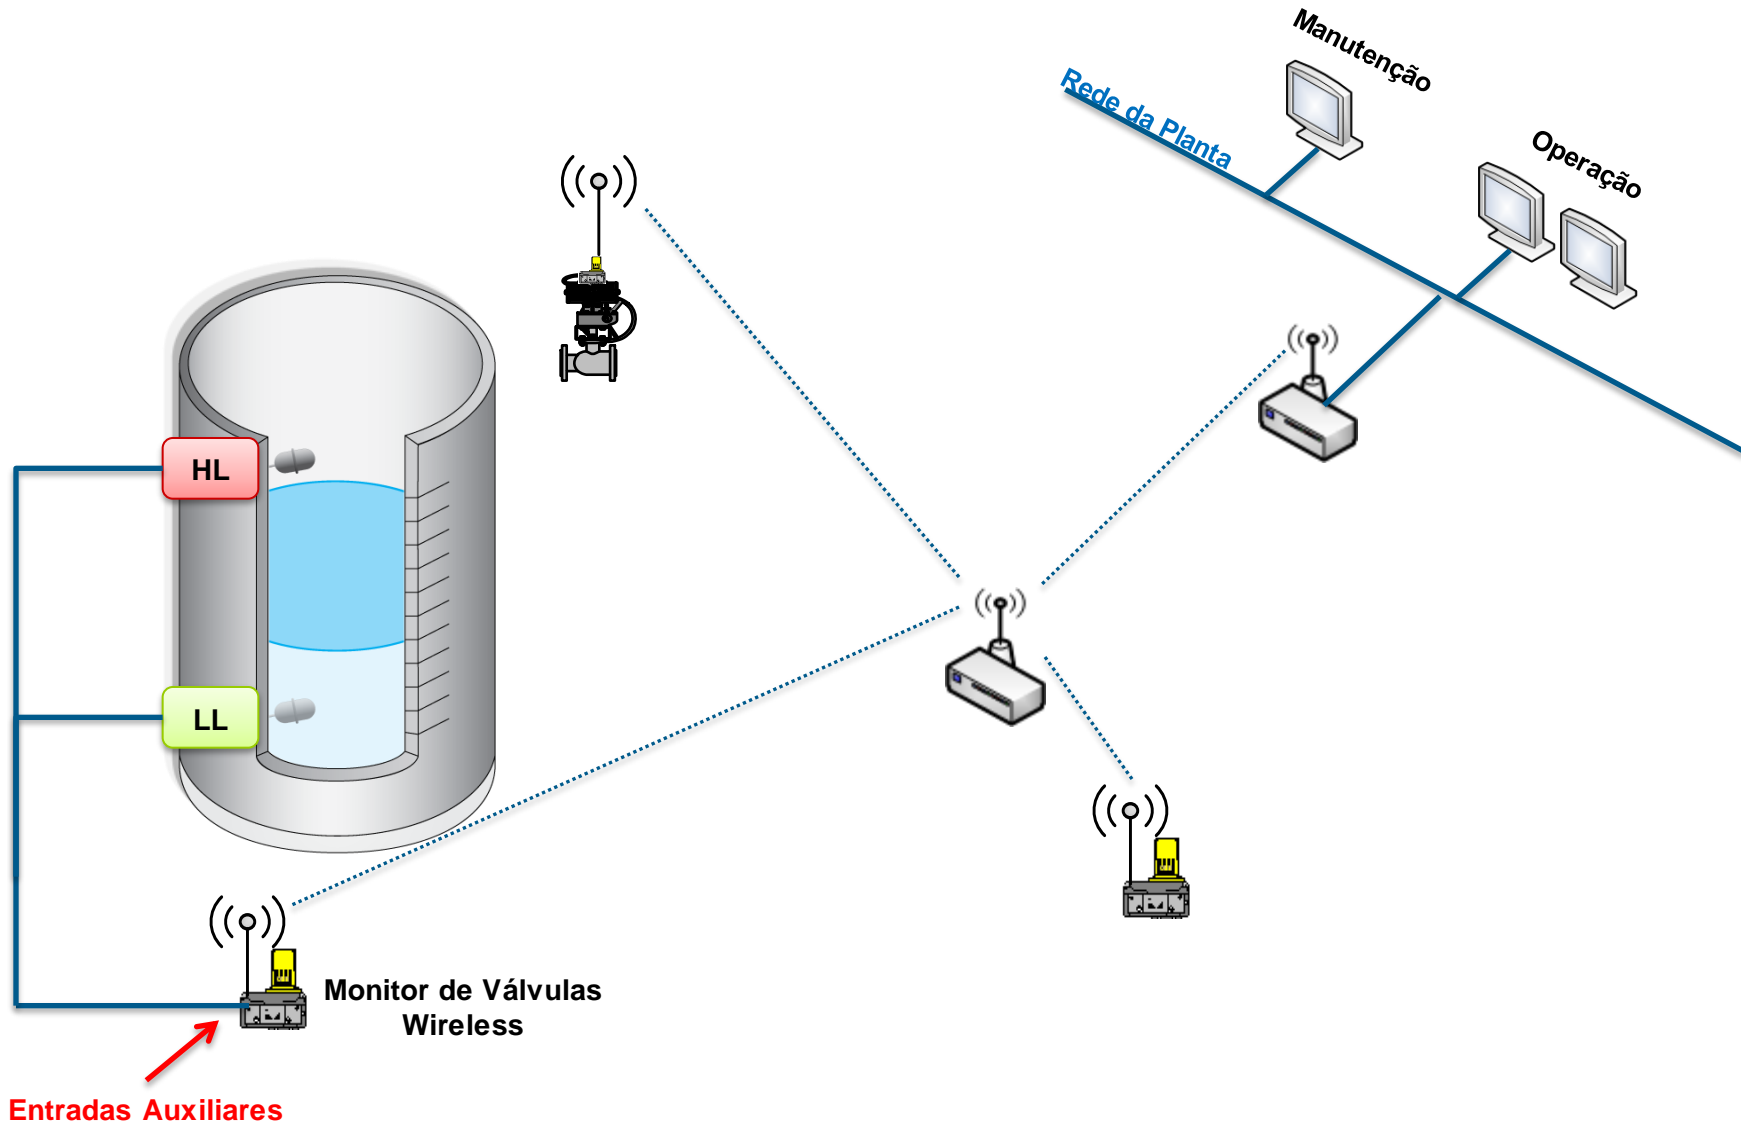 Manutenção
Rede da Planta
Operação
HL
LL
Monitor de Válvulas
Wireless
Entradas Auxiliares